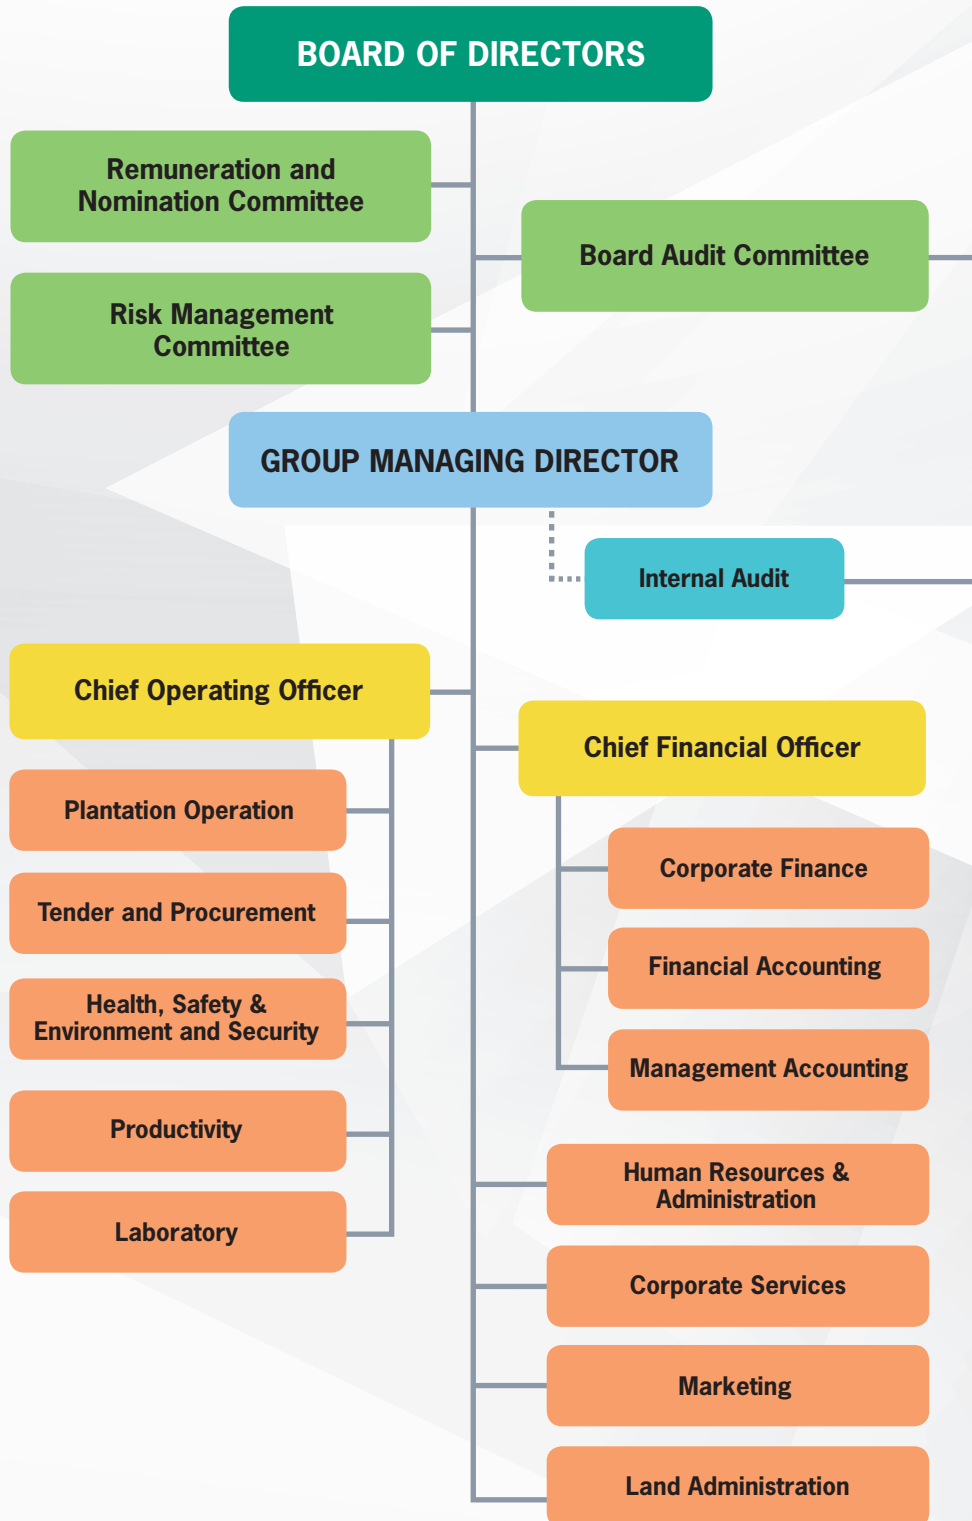 BOARD OF DIRECTORS
Remuneration and
Nomination Committee
Board Audit Committee
Risk Management
Committee
GROUP MANAGING DIRECTOR
Internal Audit
Chief Operating Officer
Chief Financial Officer
Plantation Operation
Tender and Procurement
Health, Safety &
Environment and Security
Productivity
Laboratory
Corporate Finance
Financial Accounting
Management Accounting
Human Resources &
Administration
Corporate Services
Marketing
Land Administration